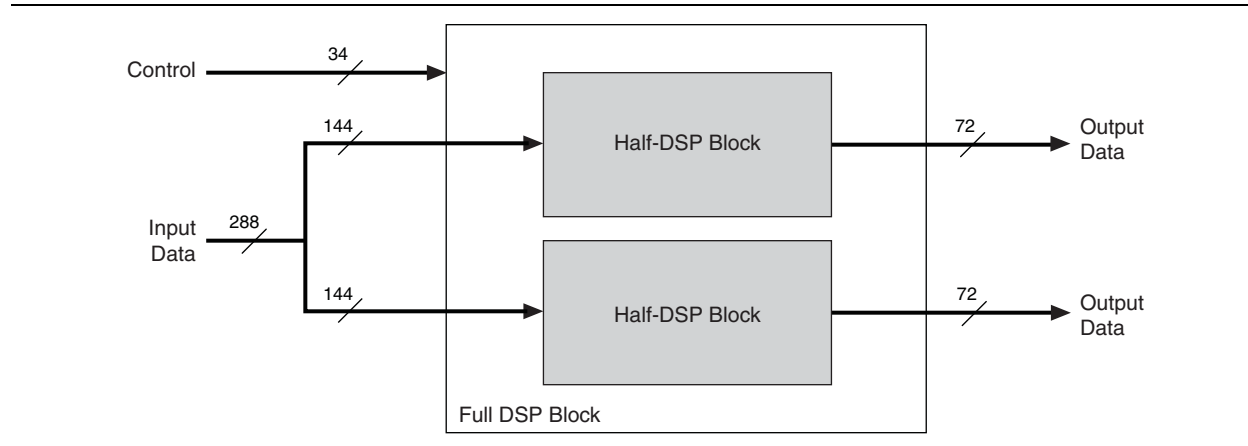 Control
34
144
Half-DSP Block
72
Output
Data
Input
Data
288
144
Half-DSP Block
72
Output
Data
Full DSP Block